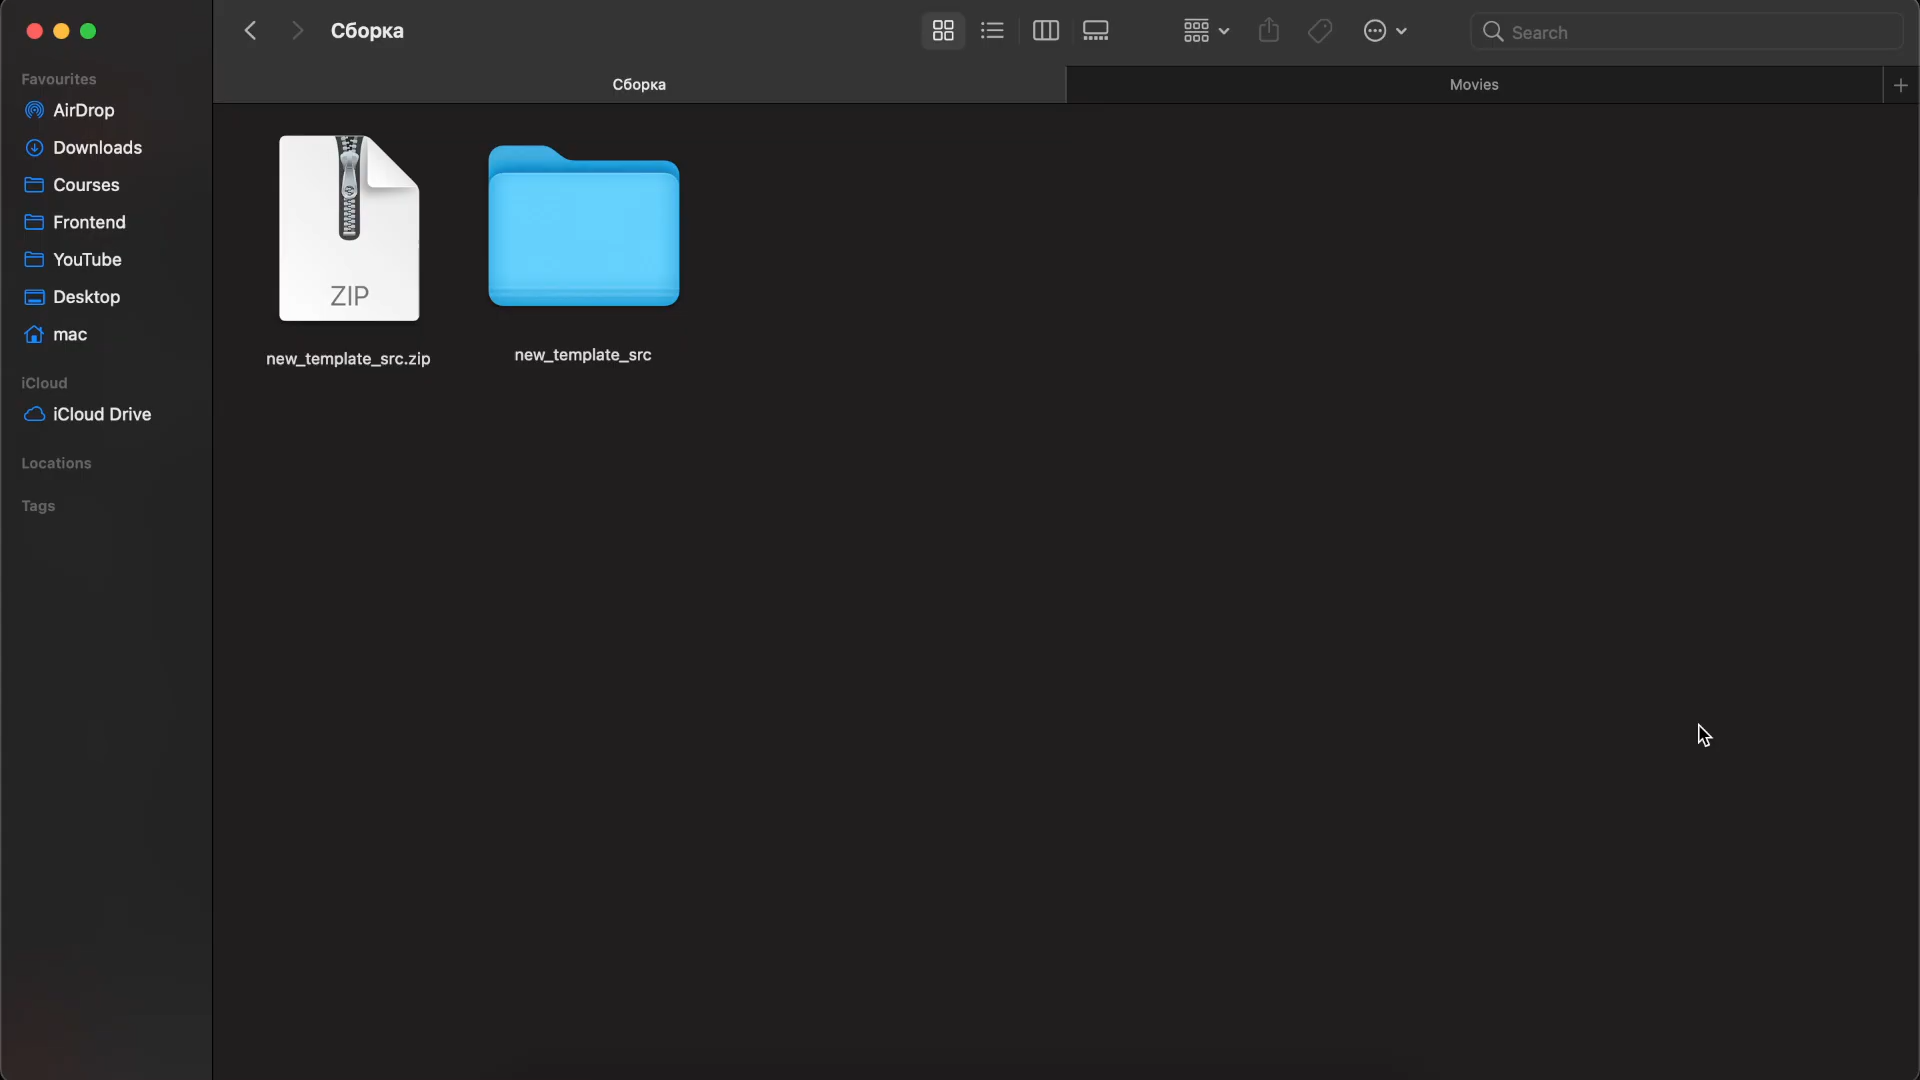 Сборка
Search
Сборка
Movies
Favourites
AirDrop
Downloads
Courses
Frontend
YouTube
Desktop
mac
iCloud
iCloud Drive
Locations
Tags
ZIP
new_template_src.zip
new_template_src